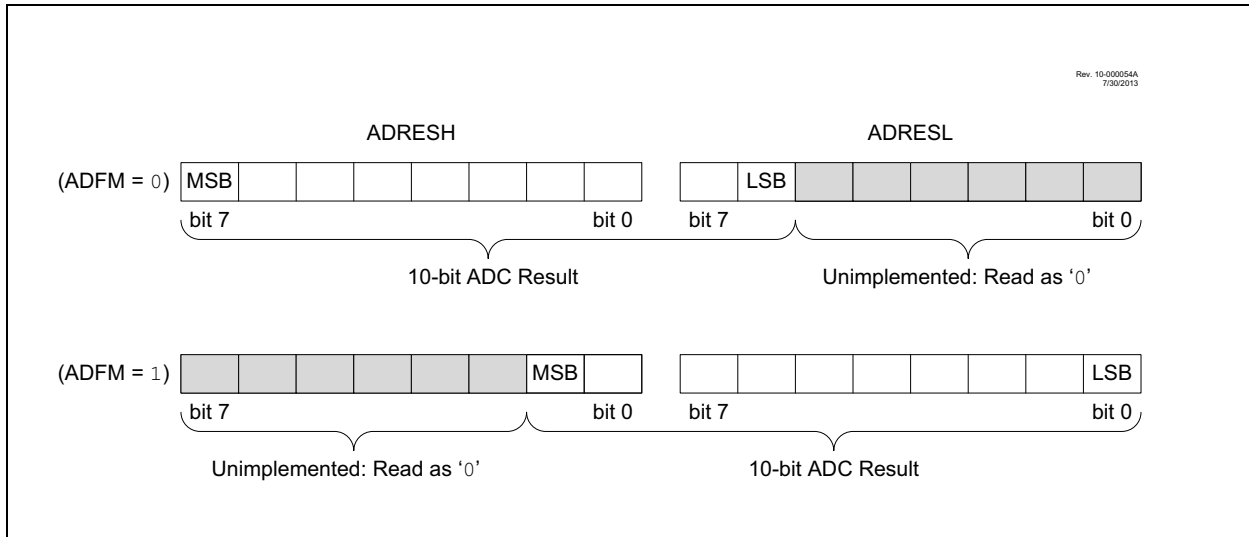 Rev. 10-000054A
7/30/2013
ADRESH ADRESL
(ADFM = 0) MSB LSB
bit 7 bit 0 bit 7 bit 0
10-bit ADC Result Unimplemented: Read as ‘0’
(ADFM = 1) MSB LSB
bit 7 bit 0 bit 7 bit 0
Unimplemented: Read as ‘0’ 10-bit ADC Result